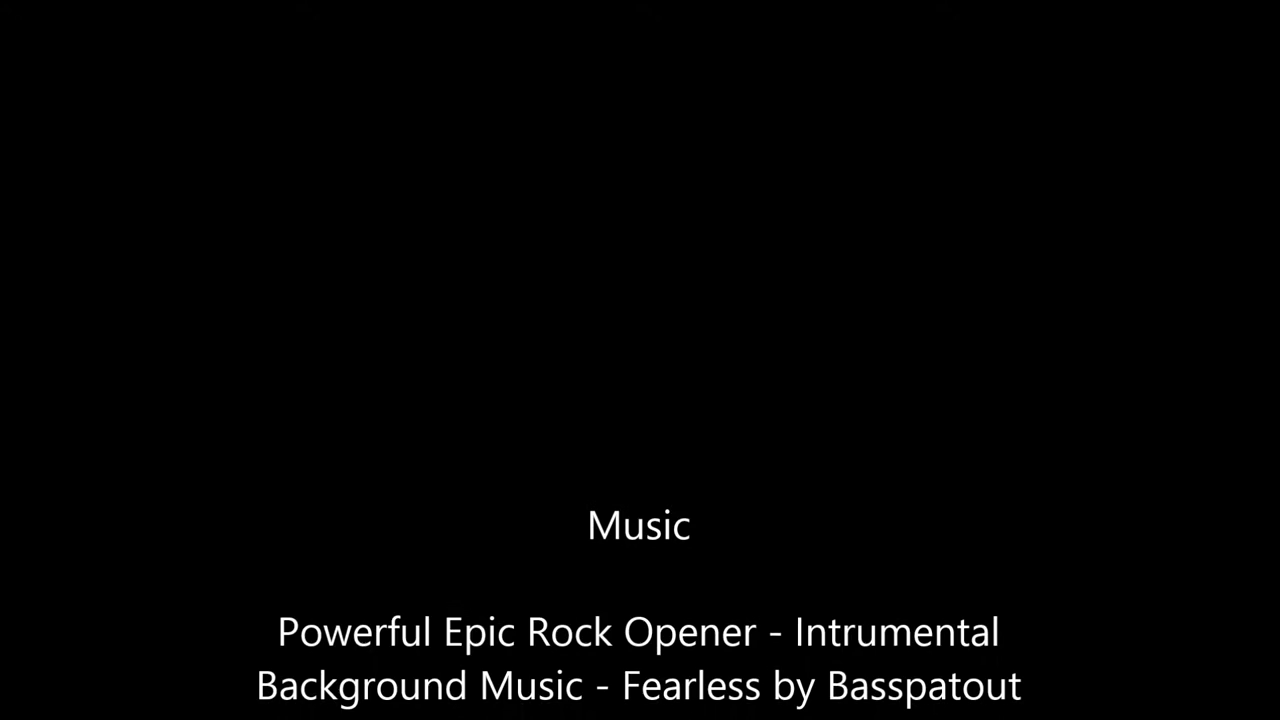 Music
Powerful Epic Rock Opener - Intrumental
Background Music - Fearless by Basspatout